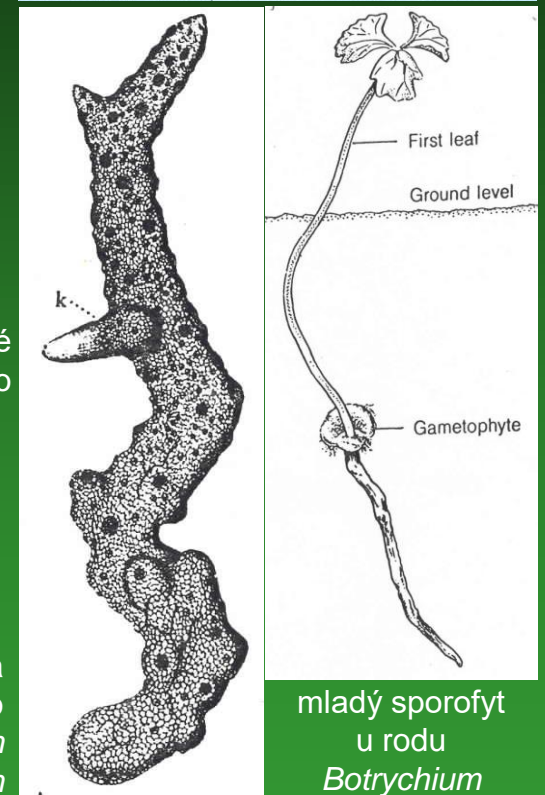 k
First leaf
Ground level
Gametophyte
mladý sporofyt
u rodu
Botrychium